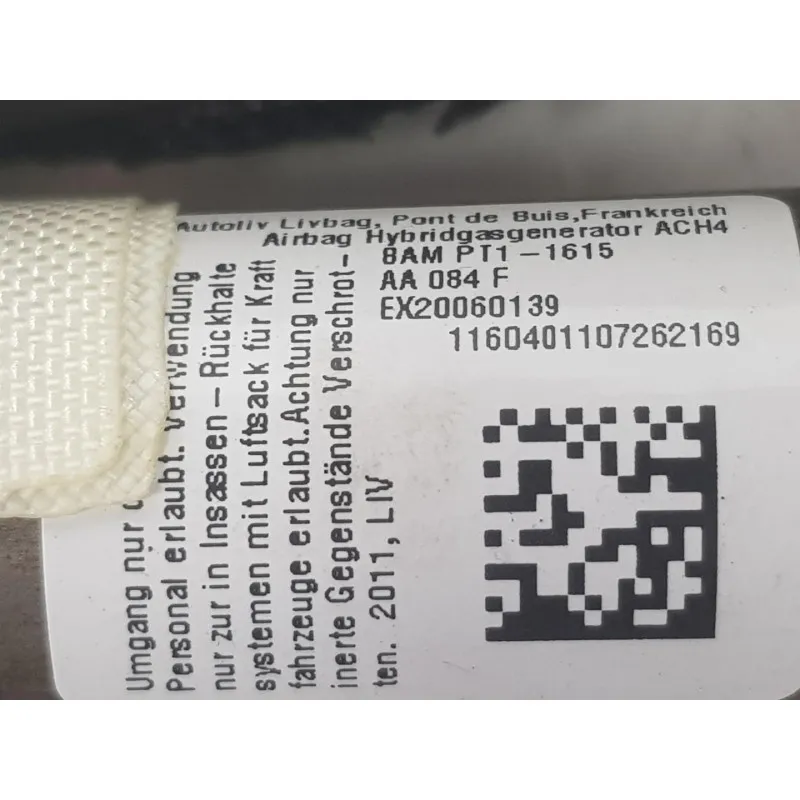 Autoliv Livbag, Pont de Buis, Frankreich
Airbag Hybridgasgenerator ACH4
8AM PT1-1615
AA 084 F
EX20060139
1160401107262169
Umgang nur
Personal erlaubt. Verwendung
nur zur in Insassen-Rückhalte
systemen mit Luftsack für Kraft
fahrzeuge erlaubt.Achtung nur
inerte Gegenstände Verschrot-
ten. 2011, LIV